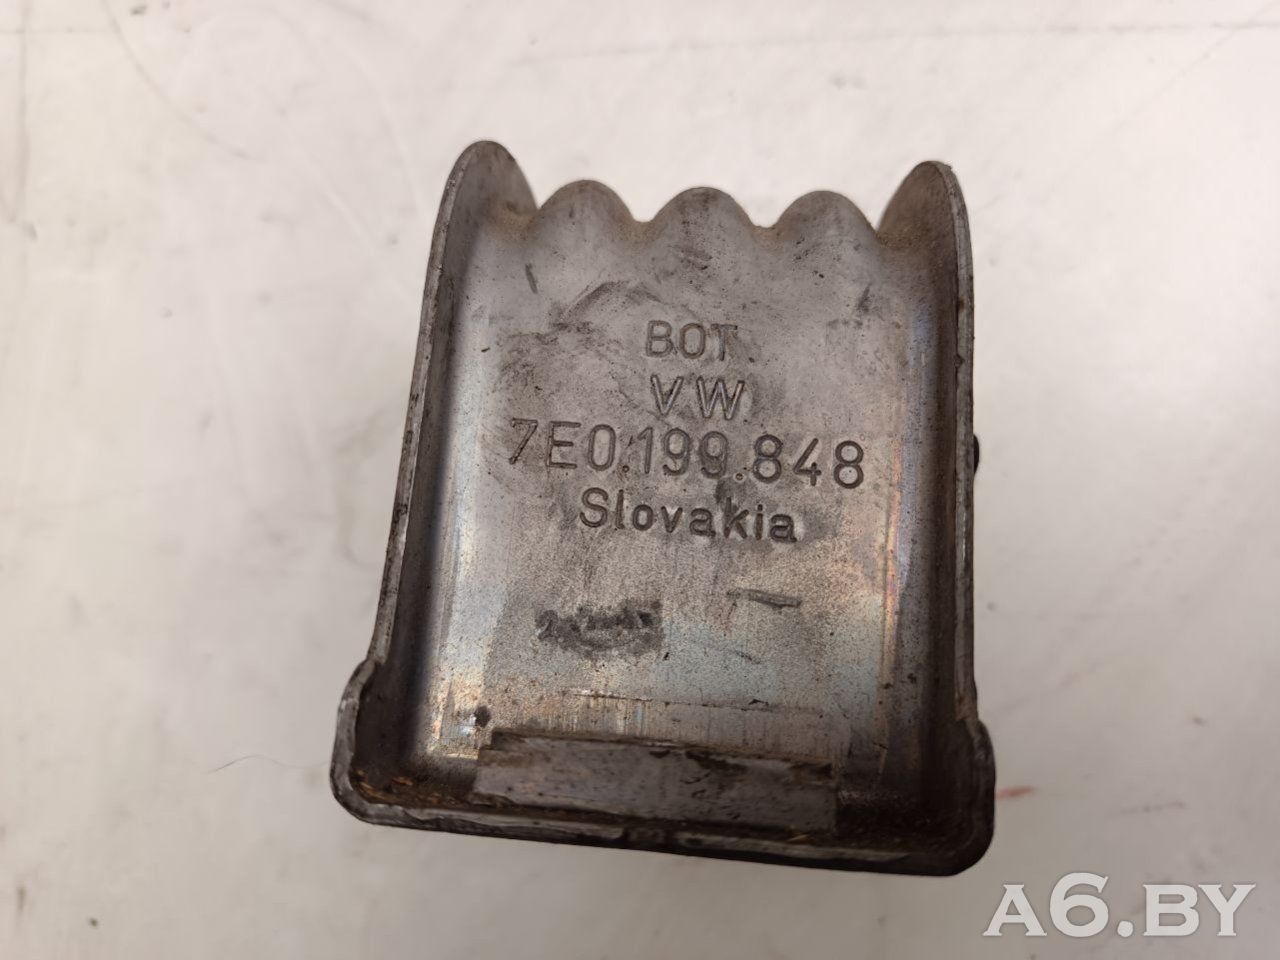 BOT.
VW
7E0.199.848
Slovakia
A6.BY